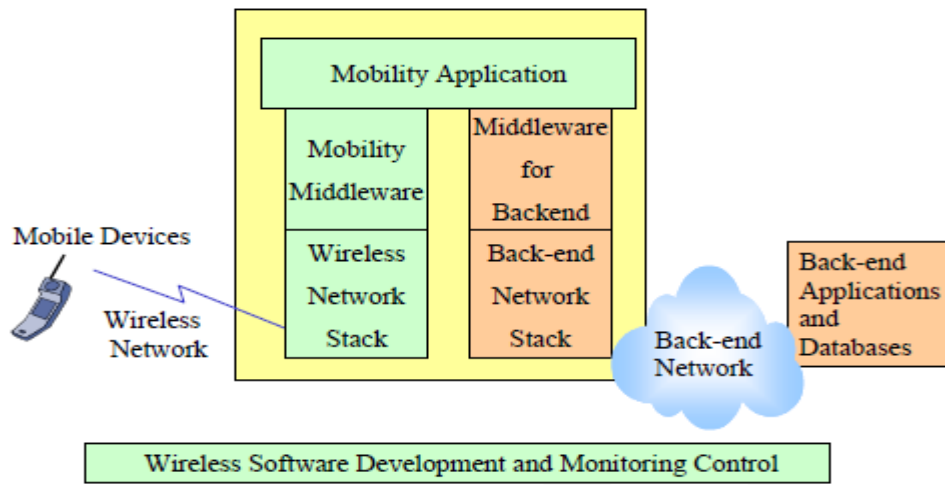 Mobility Application
Mobility
Middleware
Middleware
for
Backend
Mobile Devices
Wireless
Network
Wireless
Network
Stack
Back-end
Network
Stack
Back-end
Network
Back-end
Applications
and
Databases
Wireless Software Development and Monitoring Control